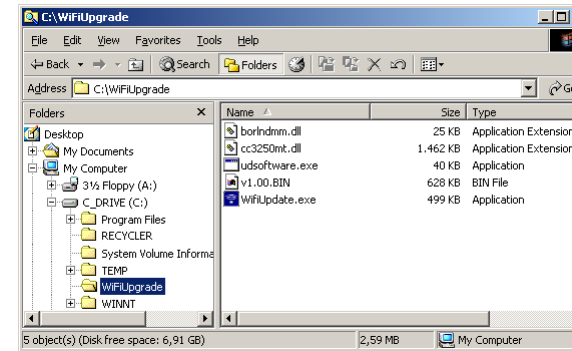 C:\WiFiUpgrade
File Edit View Favorites Tools Help
Back Search Folders
Address C:\WiFiUpgrade Go
Folders x
Desktop
My Documents
My Computer
3½ Floppy (A:)
C_DRIVE (C:)
Program Files
RECYCLER
System Volume Informa
TEMP
WiFiUpgrade
WINNT
Name Size Type
borlndmm.dll 25 KB Application Extension
cc3250mt.dll 1.462 KB Application Extension
udsoftware.exe 40 KB Application
v1.00.BIN 628 KB BIN File
WifiUpdate.exe 499 KB Application
5 object(s) (Disk free space: 6,91 GB) 2,59 MB My Computer